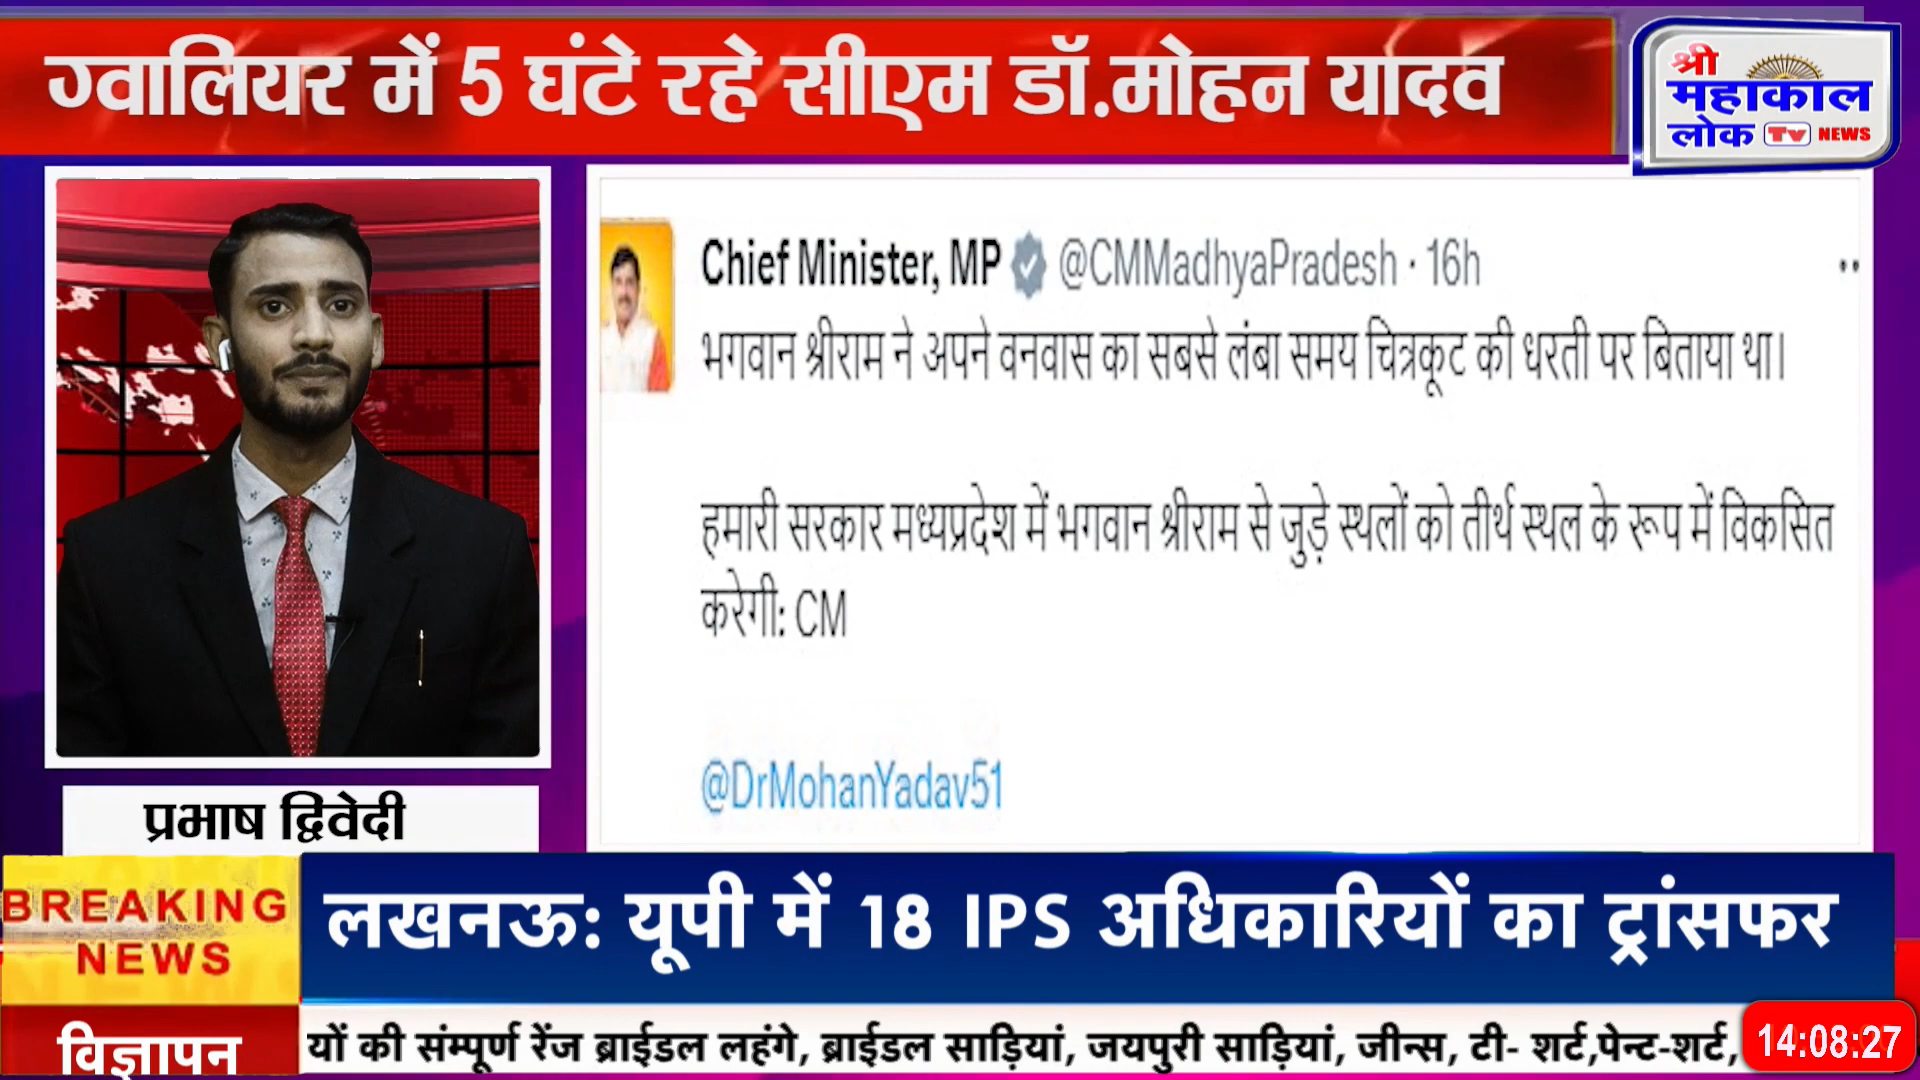 ग्वालियर में 5 घंटे रहे सीएम डॉ.मोहन यादव
श्री
महाकाल
लोक Tv NEWS
Chief Minister, MP @CMMadhyaPradesh · 16h
भगवान श्रीराम ने अपने वनवास का सबसे लंबा समय चित्रकूट की धरती पर बिताया था।
हमारी सरकार मध्यप्रदेश में भगवान श्रीराम से जुड़े स्थलों को तीर्थ स्थल के रूप में विकसित
करेगी: CM
@DrMohanYadav51
प्रभाष द्विवेदी
BREAKING
NEWS
लखनऊ: यूपी में 18 IPS अधिकारियों का ट्रांसफर
विज्ञापन
यों की संम्पूर्ण रेंज ब्राईडल लहंगे, ब्राईडल साड़ियां, जयपुरी साड़ियां, जीन्स, टी- शर्ट,पेन्ट-शर्ट,
14:08:27